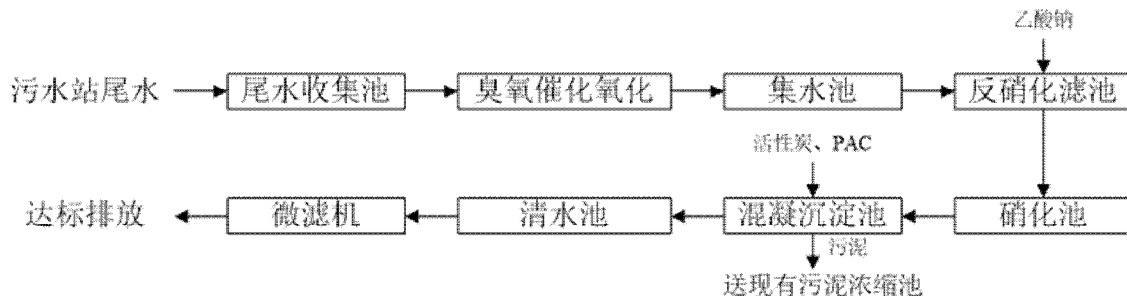 乙酸钠
污水站尾水 尾水收集池 臭氧催化氧化 集水池 反硝化滤池
活性炭、PAC
达标排放 微滤机 清水池 混凝沉淀池 硝化池
污泥
送现有污泥浓缩池